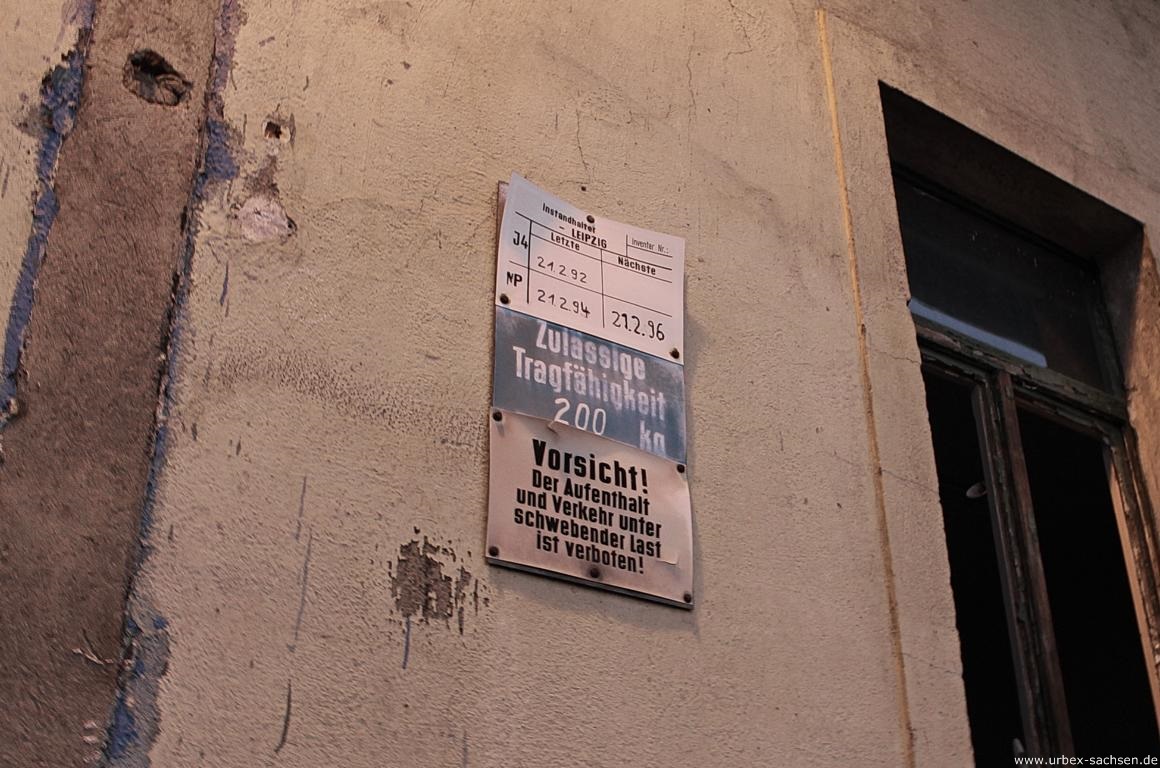 Instandhalter
- LEIPZIG
Inventar Nr.:
Letzte
Nächste
J4
21.2.92
NP
21.2.94
21.2.96
Zulässige
Tragfähigkeit
200 kg
Vorsicht!
Der Aufenthalt
und Verkehr unter
schwebender Last
ist verboten!
www.urbex-sachsen.de